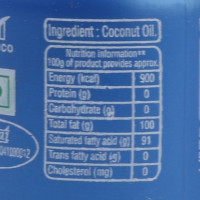 Ingredient : Coconut Oil.
Nutrition information**
100g of product provides approx.
Energy (kcal) 900
Protein (g) 0
Carbohydrate (g) 0
Total fat (g) 100
Saturated fatty acid (g) 91
Trans fatty acid (g) 0
Cholesterol (mg) 0